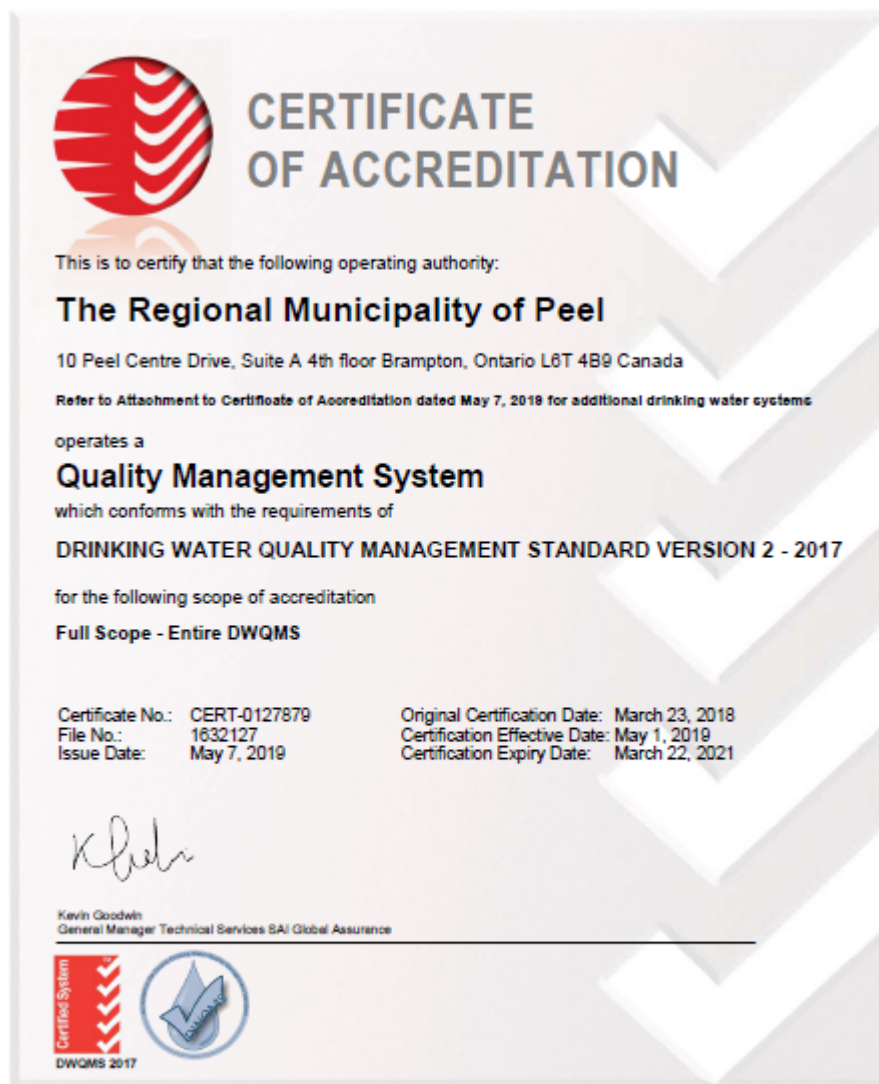 CERTIFICATE
OF ACCREDITATION
This is to certify that the following operating authority:
The Regional Municipality of Peel
10 Peel Centre Drive, Suite A 4th floor Brampton, Ontario L6T 4B9 Canada
Refer to Attachment to Certificate of Accreditation dated May 7, 2019 for additional drinking water systems
operates a
Quality Management System
which conforms with the requirements of
DRINKING WATER QUALITY MANAGEMENT STANDARD VERSION 2 - 2017
for the following scope of accreditation
Full Scope - Entire DWQMS
Certificate No.: CERT-0127879
File No.: 1632127
Issue Date: May 7, 2019
Original Certification Date: March 23, 2018
Certification Effective Date: May 1, 2019
Certification Expiry Date: March 22, 2021
Kevin Goodwin
General Manager Technical Services SAI Global Assurance
Certified System
DWQMS
DWQMS 2017